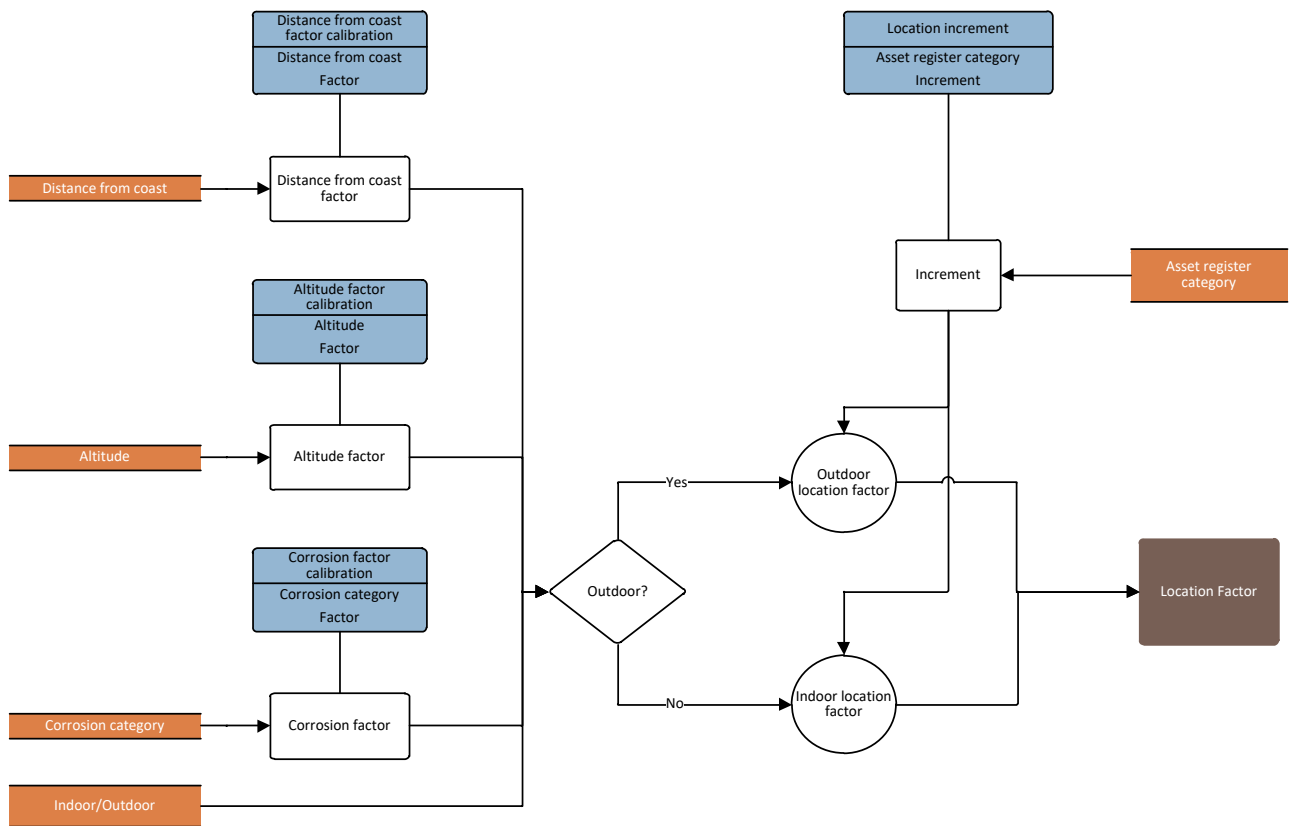 Distance from coast
factor calibration
Distance from coast
Factor
Location increment
Asset register category
Increment
Distance from coast
Distance from coast
factor
Increment
Asset register
category
Altitude factor
calibration
Altitude
Factor
Altitude
Altitude factor
Yes
Outdoor
location factor
Corrosion factor
calibration
Corrosion category
Factor
Outdoor?
Location Factor
Corrosion category
Corrosion factor
No
Indoor location
factor
Indoor/Outdoor